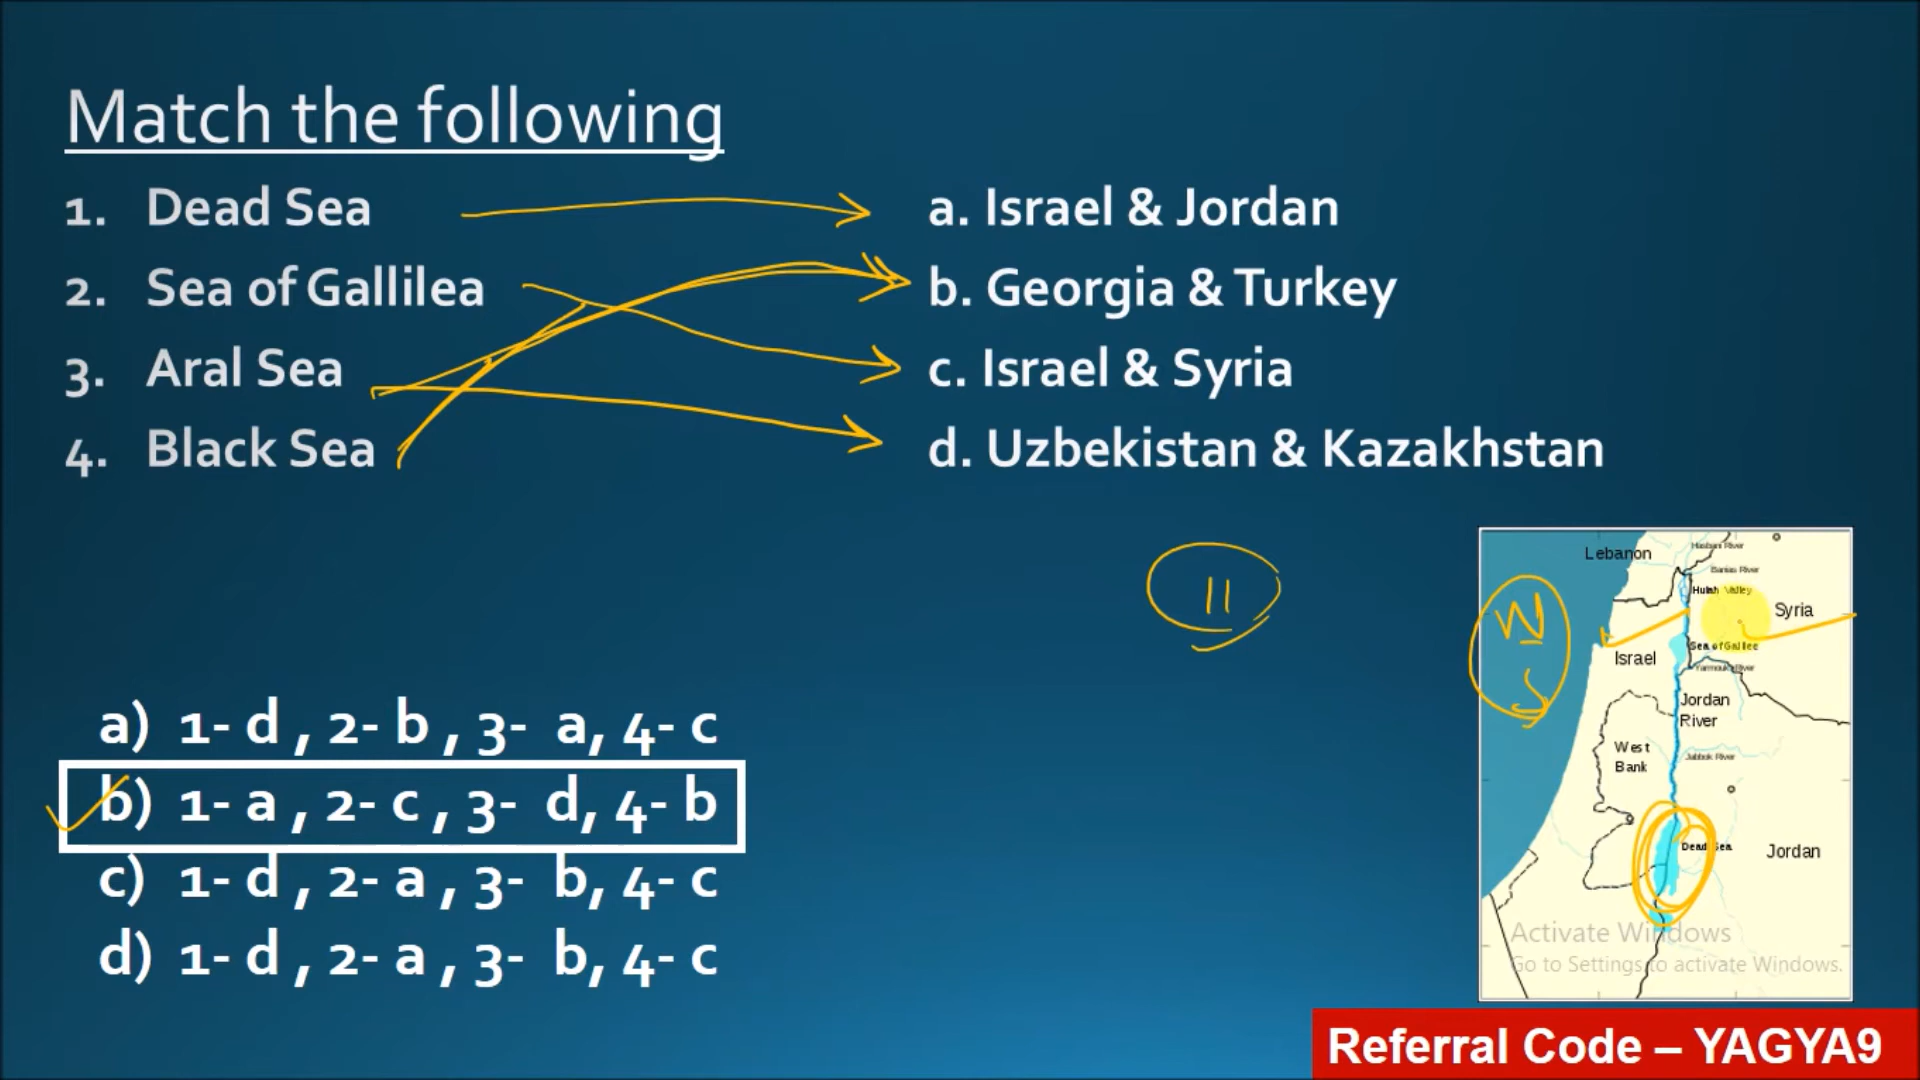 Match the following
1. Dead Sea
a. Israel & Jordan
2. Sea of Gallilea
b. Georgia & Turkey
3. Aral Sea
c. Israel & Syria
4. Black Sea
d. Uzbekistan & Kazakhstan
11
a) 1- d , 2- b , 3- a, 4- c
b) 1- a , 2- c , 3- d, 4- b
c) 1- d , 2- a , 3- b, 4- c
d) 1- d , 2- a , 3- b, 4- c
Lebanon
Hasbani River
Banias River
Hulah Valley
Syria
Sea of Galilee
Israel
Yarmouk River
Jordan
River
West
Bank
Jabbok River
Dead Sea
Jordan
Activate Windows
Go to Settings to activate Windows.
Referral Code – YAGYA9